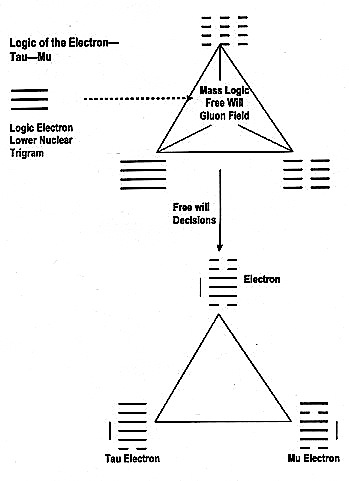 Logic of the Electron—
Tau—Mu
Logic Electron
Lower Nuclear
Trigram
Mass Logic
Free Will
Gluon Field
Free will
Decisions
Electron
Tau Electron
Mu Electron